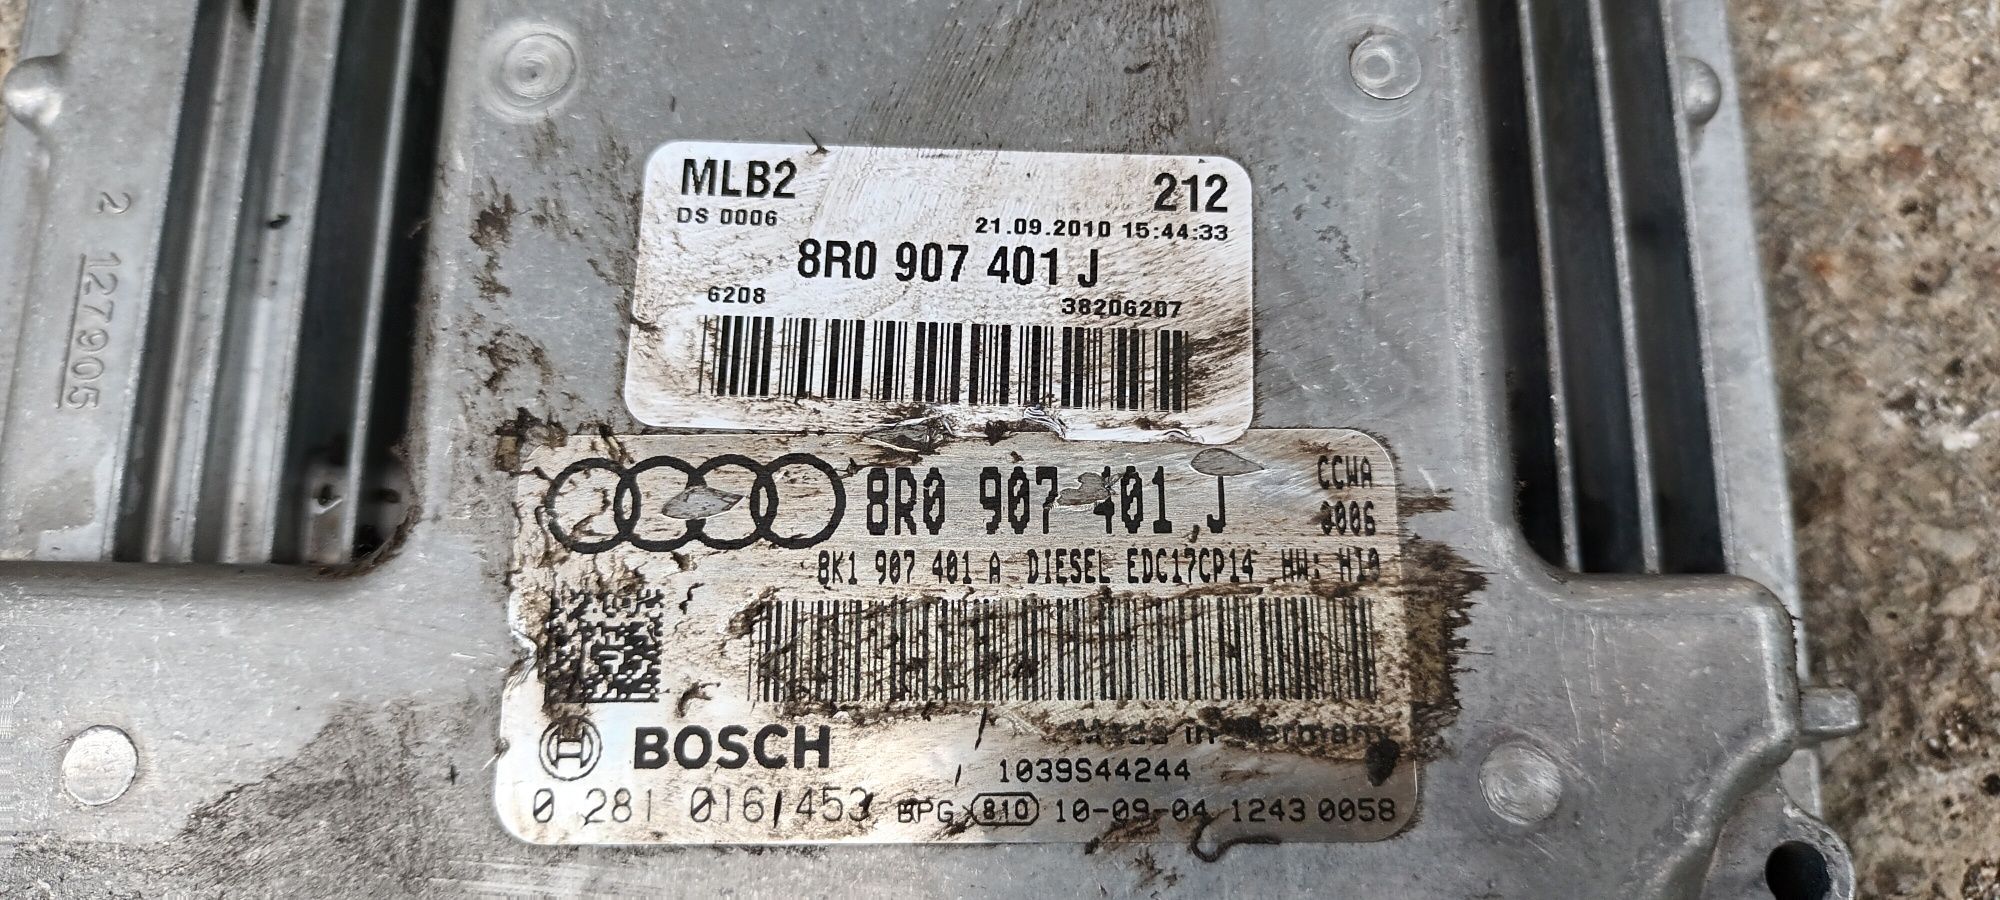 MLB2 212
DS 0006
21.09.2010 15:44:33
8R0 907 401 J
6208 38206207
8R0 907 401 J CCWA
0006
8K1 907 401 A DIESEL EDC17CP14 HW: H10
BOSCH Made in Germany
1039S44244
0 281 016 453 BPG 810 10-09-04 1243 0058
2 127905